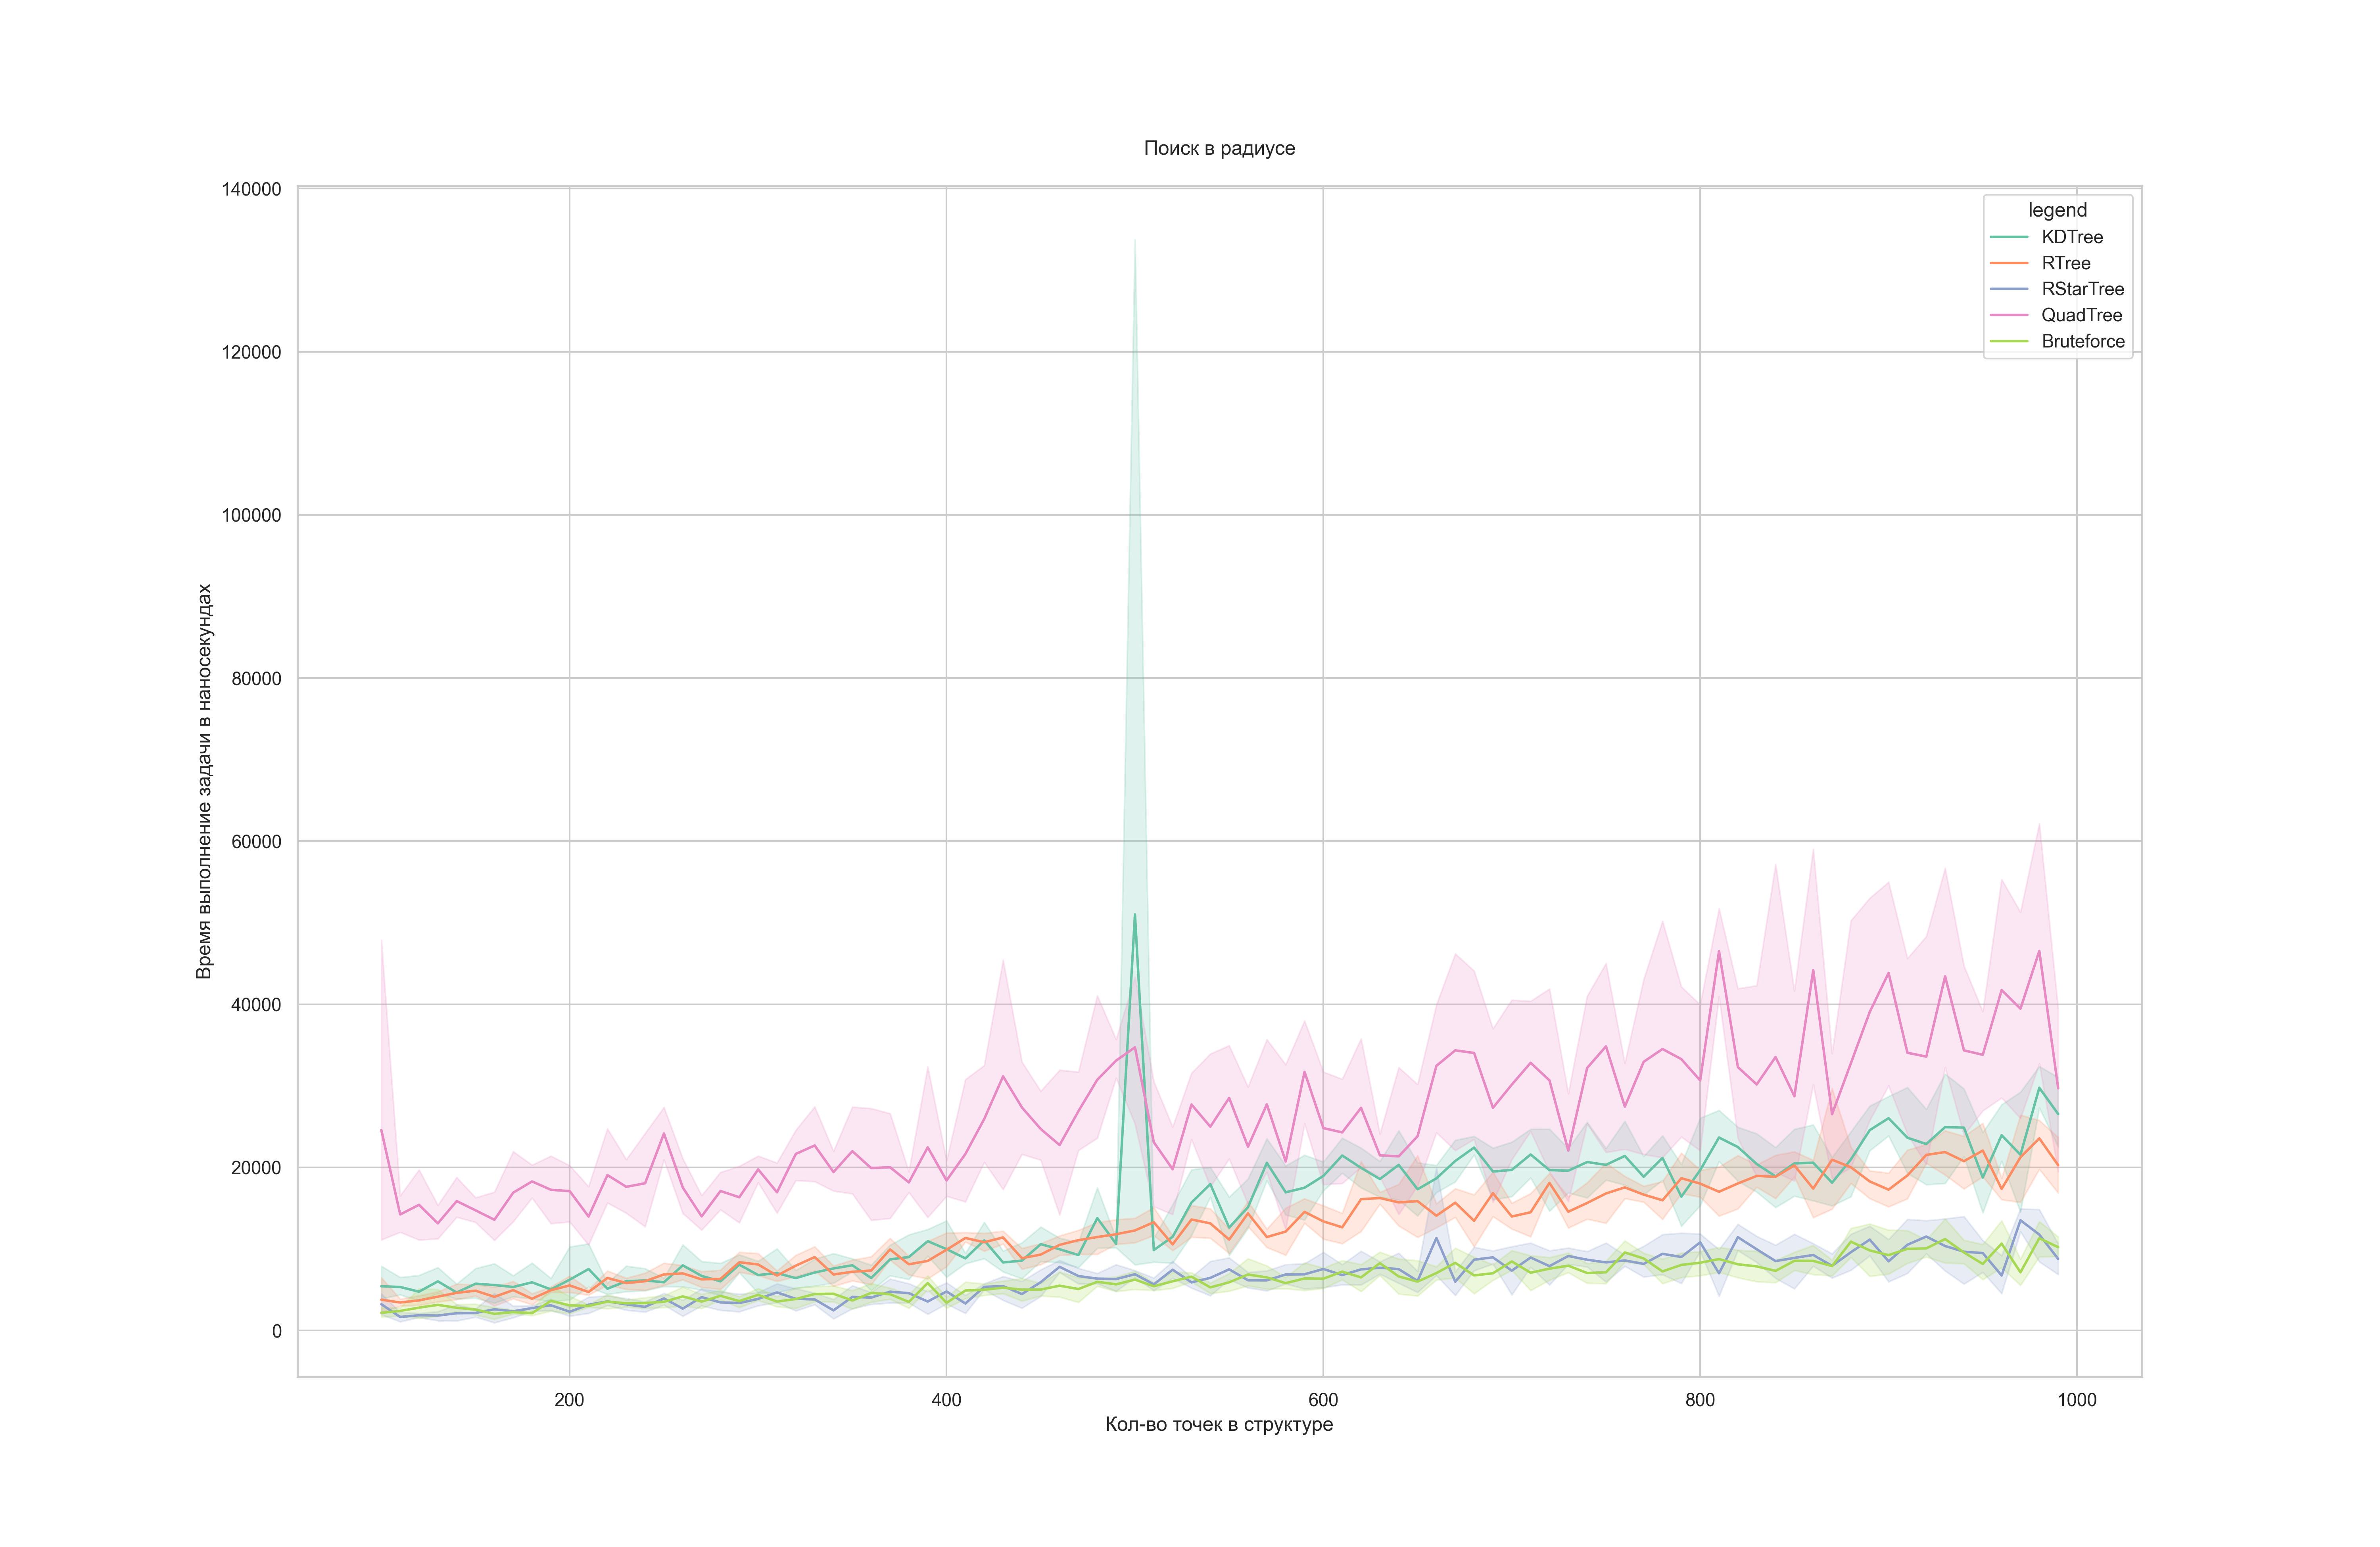 Поиск в радиусе
140000
120000
100000
80000
60000
40000
20000
0
Время выполнение задачи в наносекундах
legend
KDTree
RTree
RStarTree
QuadTree
Bruteforce
200 400 600 800 1000
Кол-во точек в структуре